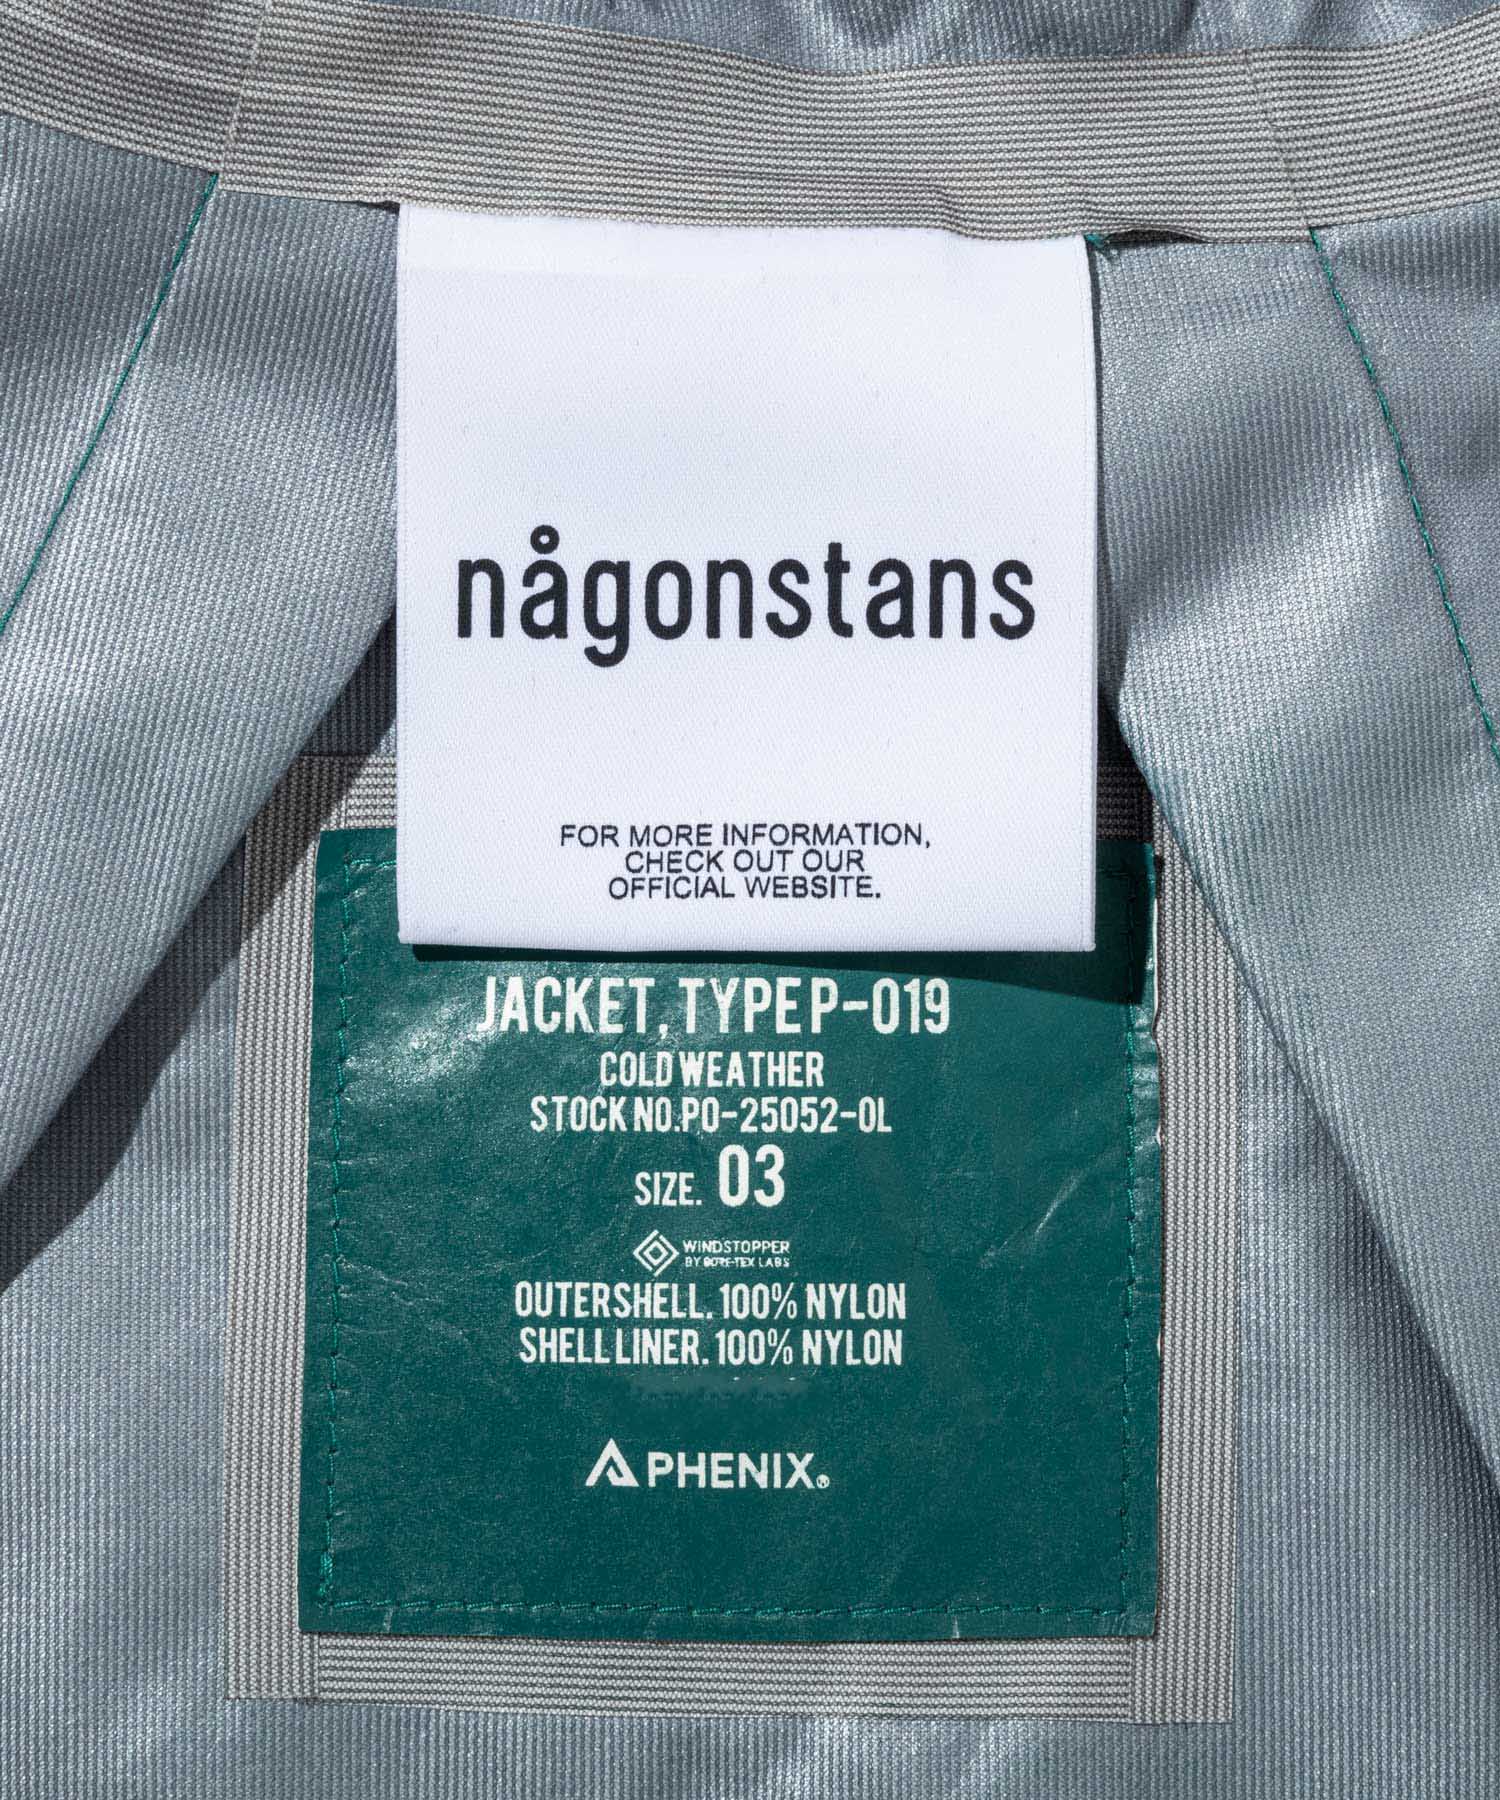 någonstans
FOR MORE INFORMATION,
CHECK OUT OUR
OFFICIAL WEBSITE.
JACKET, TYPE P-019
COLD WEATHER
STOCK NO. PO-25052-OL
SIZE. 03
WINDSTOPPER
BY GORE-TEX LABS
OUTERSHELL. 100% NYLON
SHELL LINER. 100% NYLON
PHENIX®